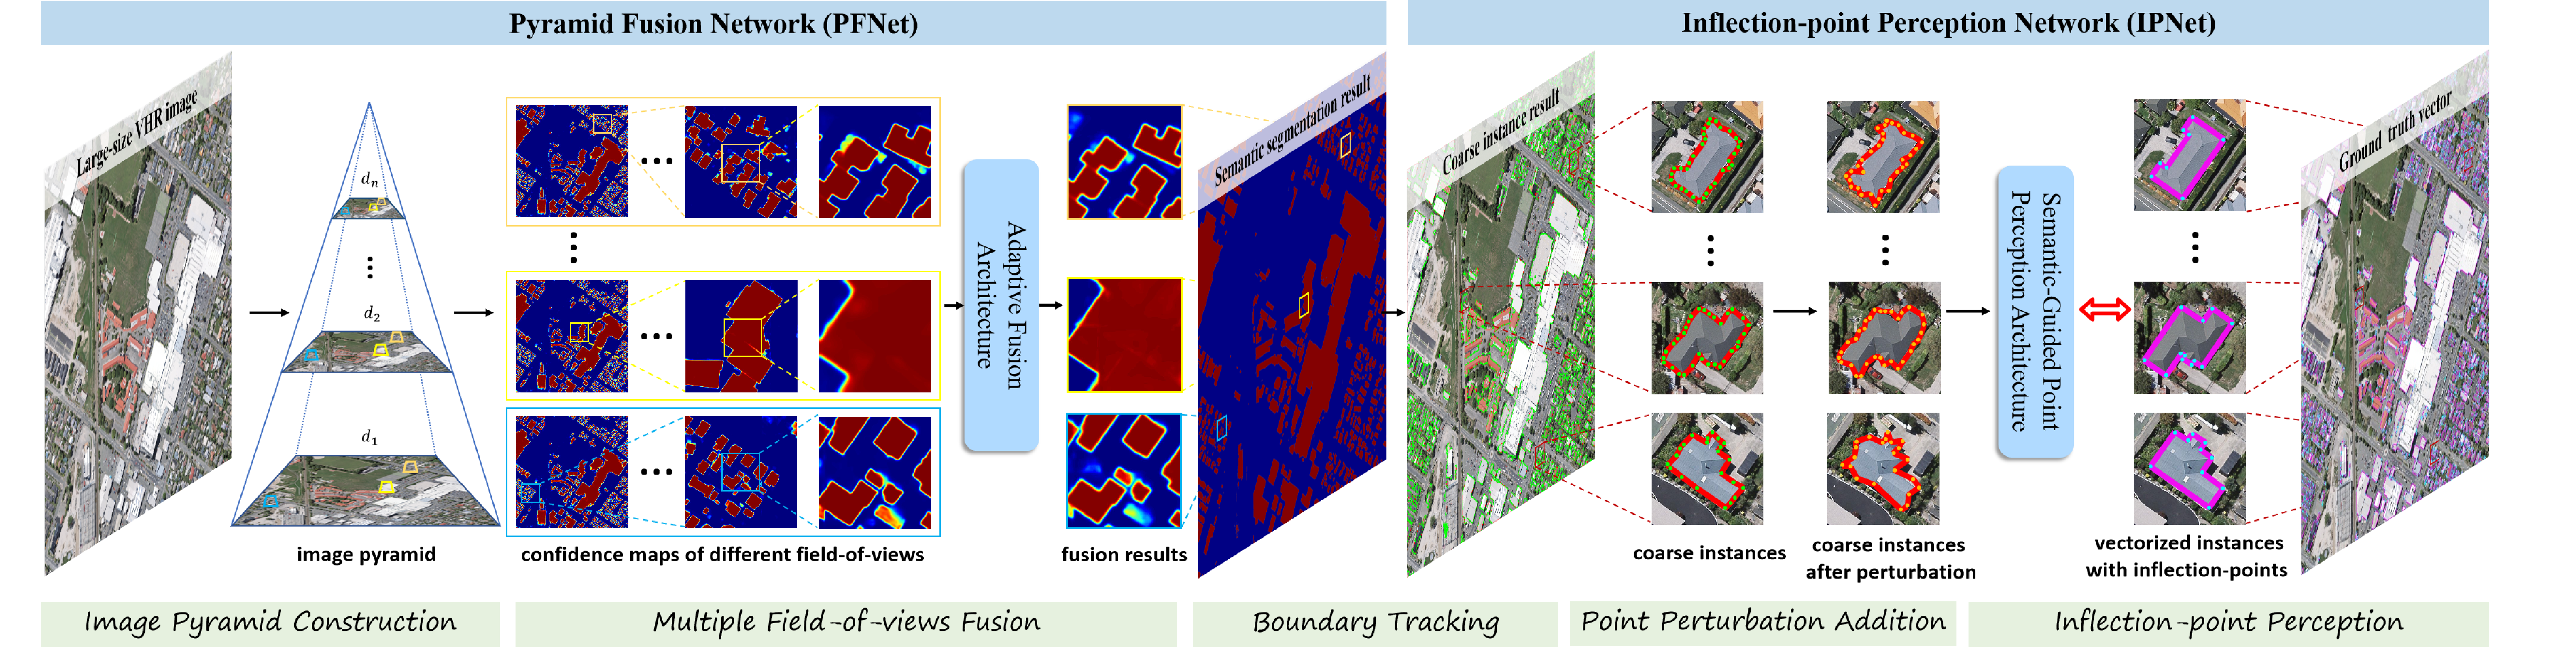 Pyramid Fusion Network (PFNet)
Inflection-point Perception Network (IPNet)
Large-size VHR image
dn
d2
d1
image pyramid
confidence maps of different field-of-views
Adaptive Fusion
Architecture
fusion results
Semantic segmentation result
Coarse instance result
coarse instances
coarse instances
after perturbation
Semantic-Guided Point
Perception Architecture
vectorized instances
with inflection-points
Ground truth vector
Image Pyramid Construction
Multiple Field-of-views Fusion
Boundary Tracking
Point Perturbation Addition
Inflection-point Perception